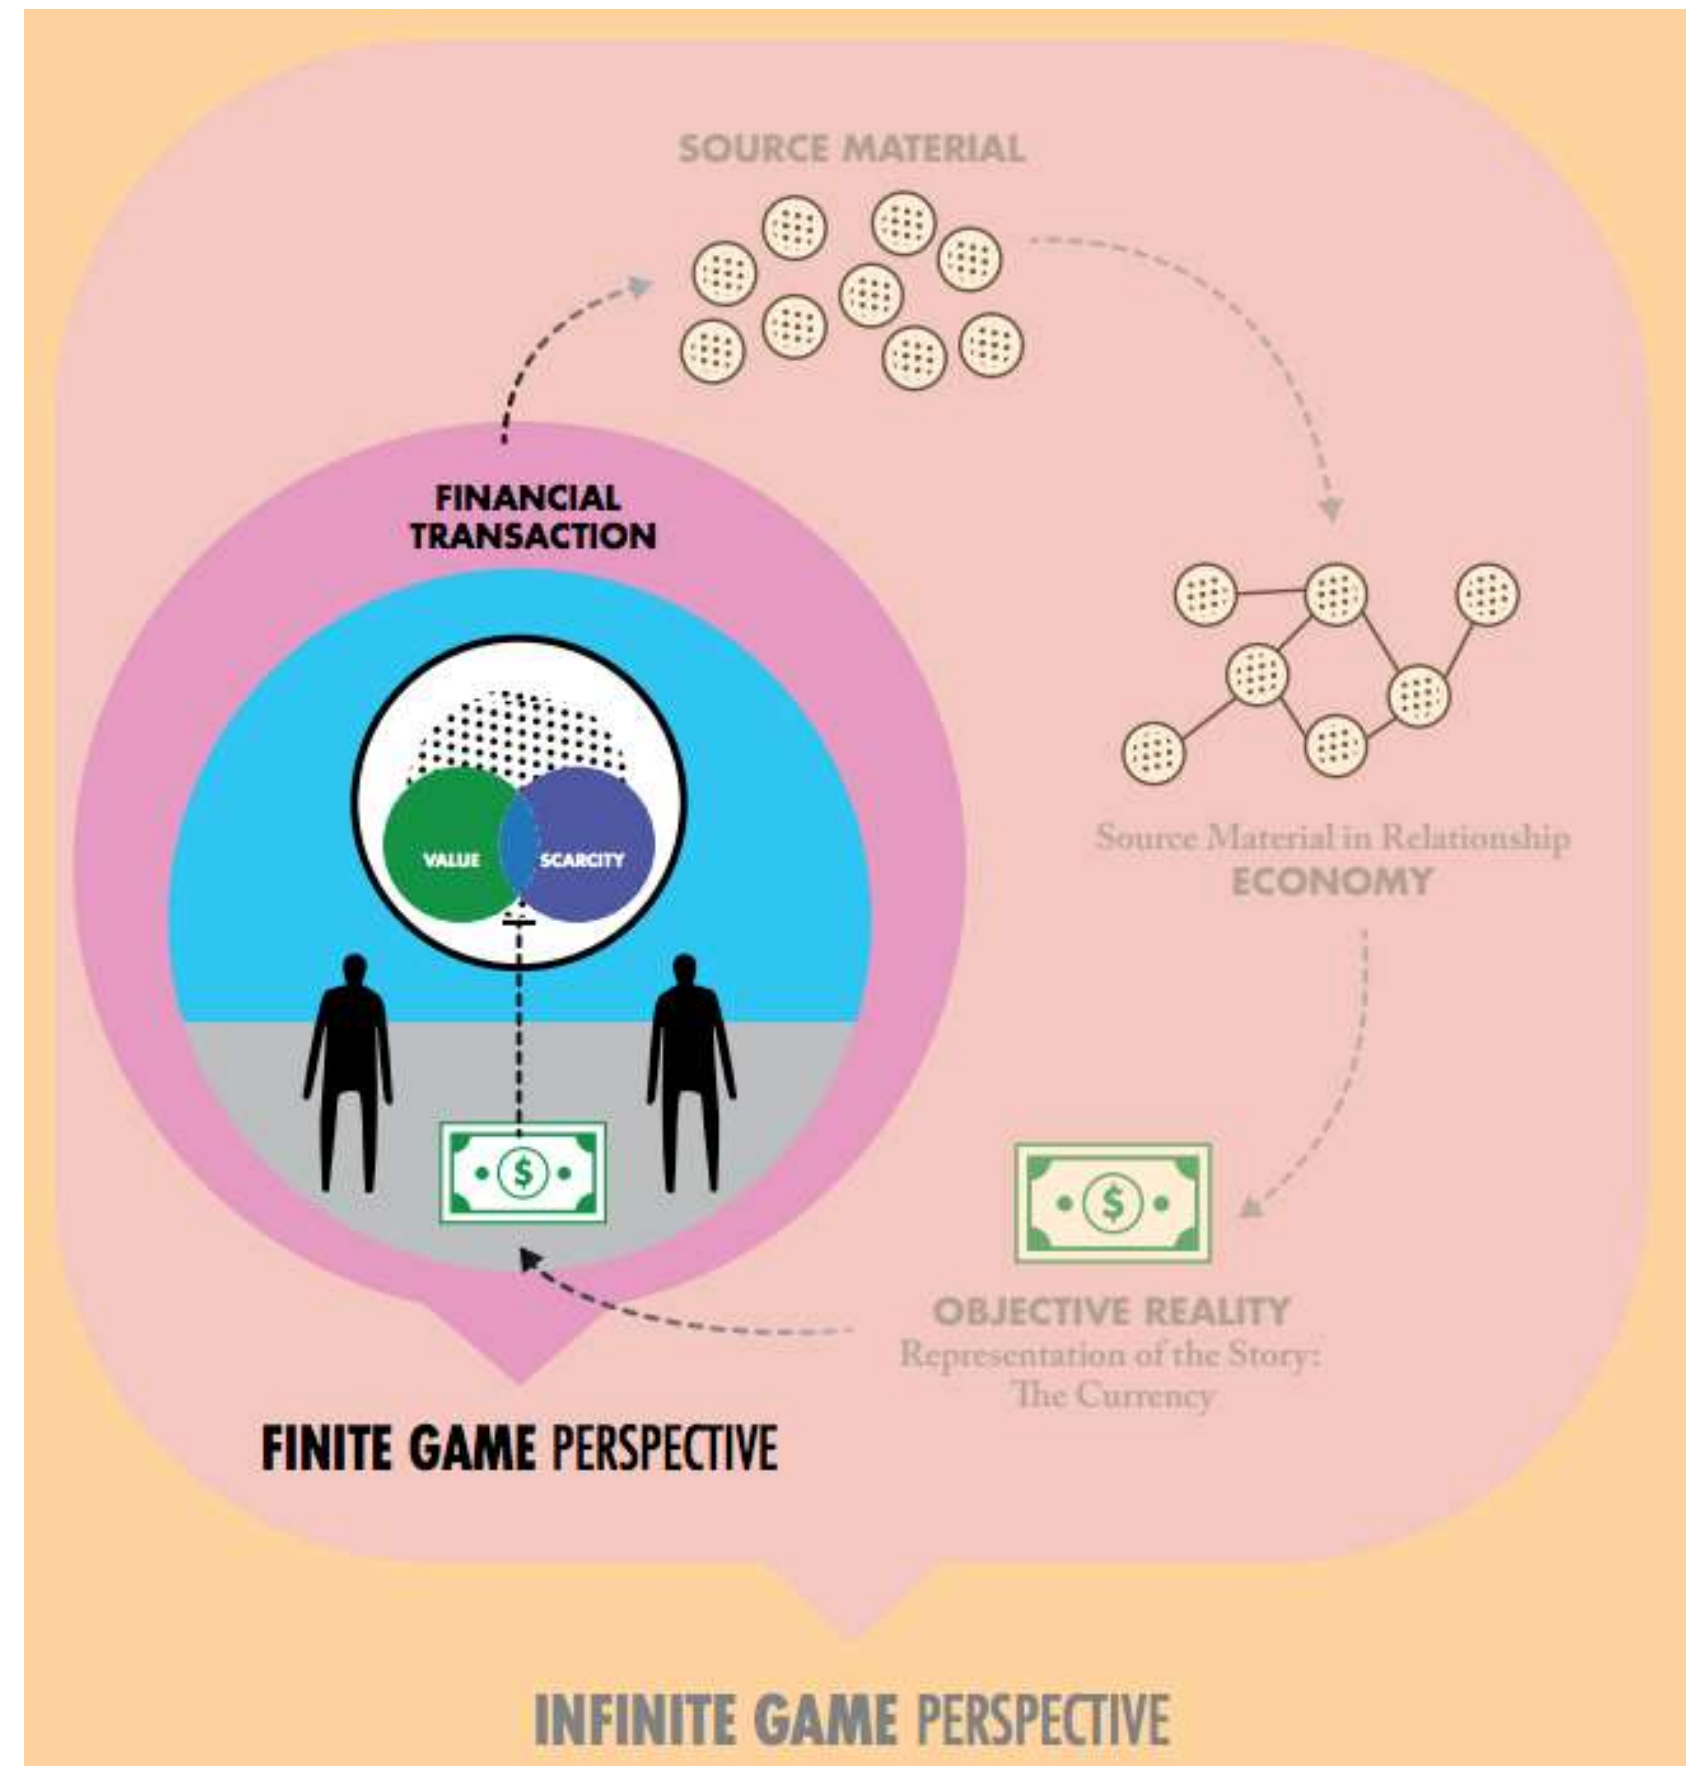 SOURCE MATERIAL
FINANCIAL
TRANSACTION
VALUE
SCARCITY
Source Material in Relationship
ECONOMY
$
$
OBJECTIVE REALITY
Representation of the Story:
The Currency
FINITE GAME PERSPECTIVE
INFINITE GAME PERSPECTIVE